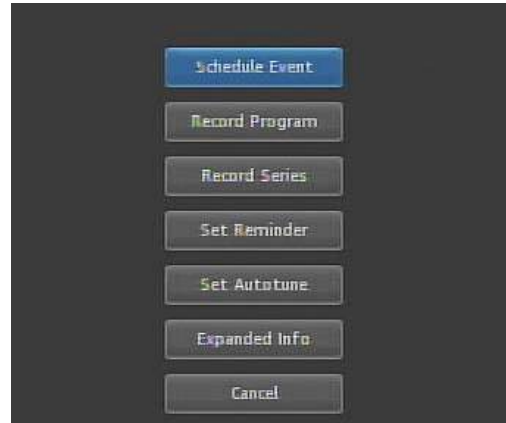 Schedule Event
Record Program
Record Series
Set Reminder
Set Autotune
Expanded Info
Cancel